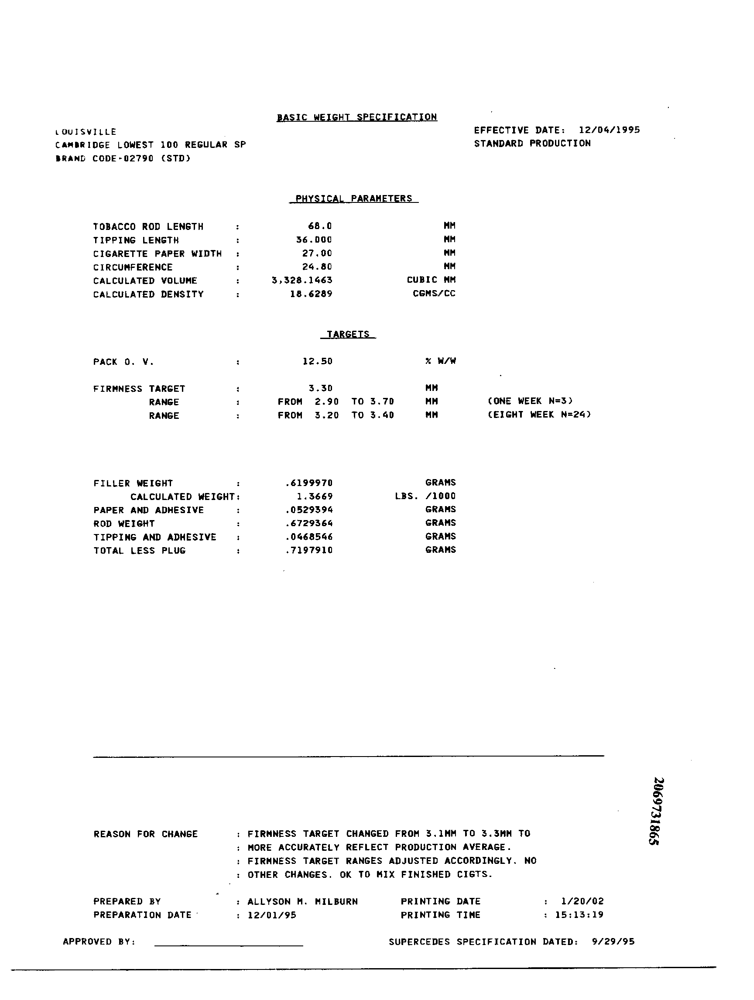 BASIC WEIGHT SPECIFICATION
LOUISVILLE
EFFECTIVE DATE: 12/04/1995
CAMBRIDGE LOWEST 100 REGULAR SP
STANDARD PRODUCTION
BRAND CODE-02790 (STD)
PHYSICAL PARAMETERS
TOBACCO ROD LENGTH : 68.0 MM
TIPPING LENGTH : 36.000 MM
CIGARETTE PAPER WIDTH : 27.00 MM
CIRCUMFERENCE : 24.80 MM
CALCULATED VOLUME : 3,328.1463 CUBIC MM
CALCULATED DENSITY : 18.6289 CGMS/CC
TARGETS
PACK O. V. : 12.50 % W/W
FIRMNESS TARGET : 3.30 MM
RANGE : FROM 2.90 TO 3.70 MM (ONE WEEK N=3)
RANGE : FROM 3.20 TO 3.40 MM (EIGHT WEEK N=24)
FILLER WEIGHT : .6199970 GRAMS
CALCULATED WEIGHT: 1.3669 LBS. /1000
PAPER AND ADHESIVE : .0529394 GRAMS
ROD WEIGHT : .6729364 GRAMS
TIPPING AND ADHESIVE : .0468546 GRAMS
TOTAL LESS PLUG : .7197910 GRAMS
2069731865
REASON FOR CHANGE : FIRMNESS TARGET CHANGED FROM 3.1MM TO 3.3MM TO
: MORE ACCURATELY REFLECT PRODUCTION AVERAGE.
: FIRMNESS TARGET RANGES ADJUSTED ACCORDINGLY. NO
: OTHER CHANGES. OK TO MIX FINISHED CIGTS.
PREPARED BY : ALLYSON M. MILBURN PRINTING DATE : 1/20/02
PREPARATION DATE : 12/01/95 PRINTING TIME : 15:13:19
APPROVED BY: SUPERCEDES SPECIFICATION DATED: 9/29/95